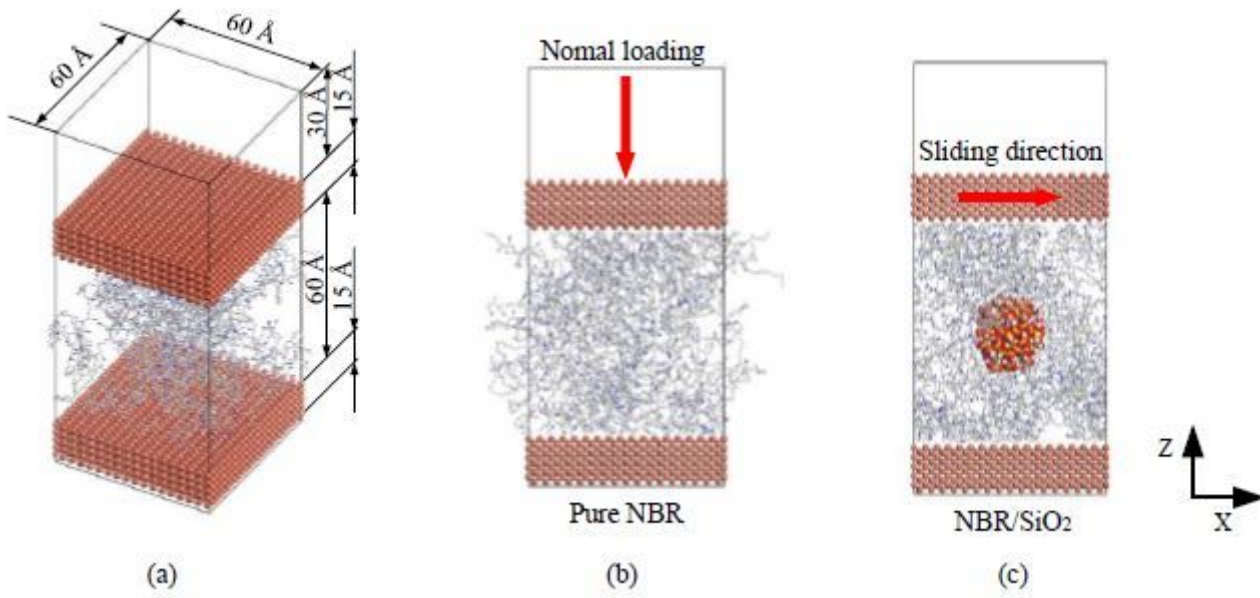 60 Å
60 Å
30 Å
15 Å
60 Å
15 Å
(a)
Nomal loading
Pure NBR
(b)
Sliding direction
NBR/SiO₂
(c)
Z
X